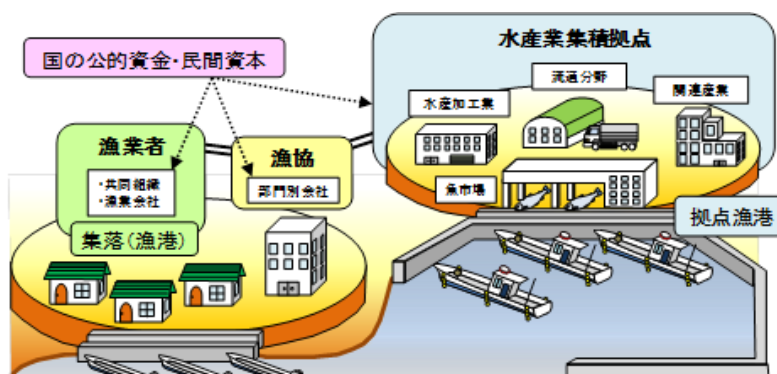 水産業集積拠点
国の公的資金・民間資本
流通分野
水産加工業
関連産業
漁業者
・共同組織
・漁業会社
漁協
部門別会社
魚市場
集落(漁港)
拠点漁港